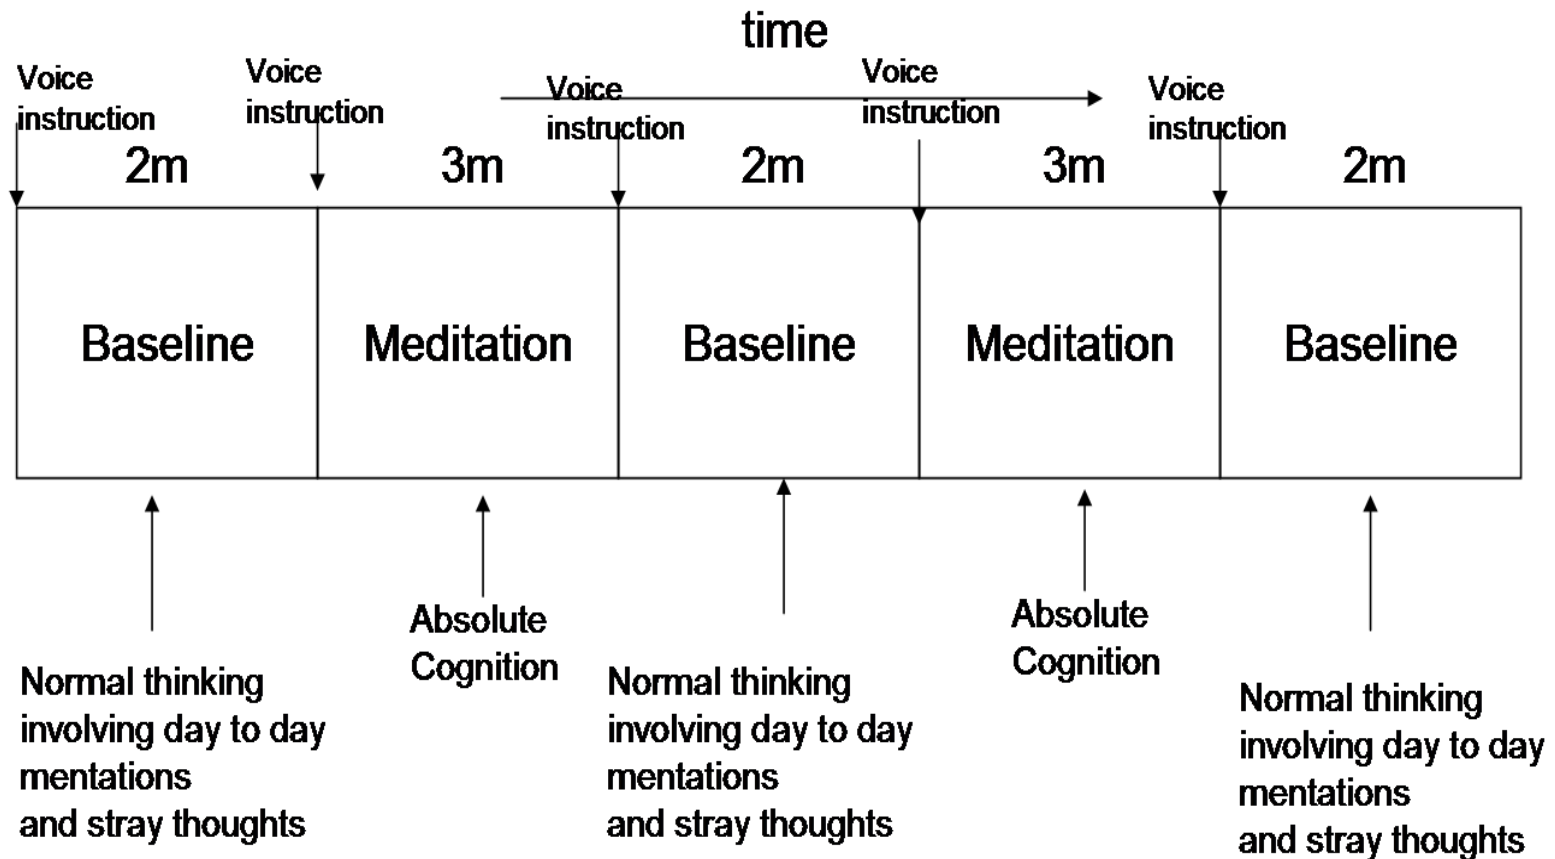 time
Voice
instruction
Voice
instruction
Voice
instruction
Voice
instruction
Voice
instruction
2m
3m
2m
3m
2m
Baseline
Meditation
Baseline
Meditation
Baseline
Normal thinking
involving day to day
mentations
and stray thoughts
Absolute
Cognition
Normal thinking
involving day to day
mentations
and stray thoughts
Absolute
Cognition
Normal thinking
involving day to day
mentations
and stray thoughts